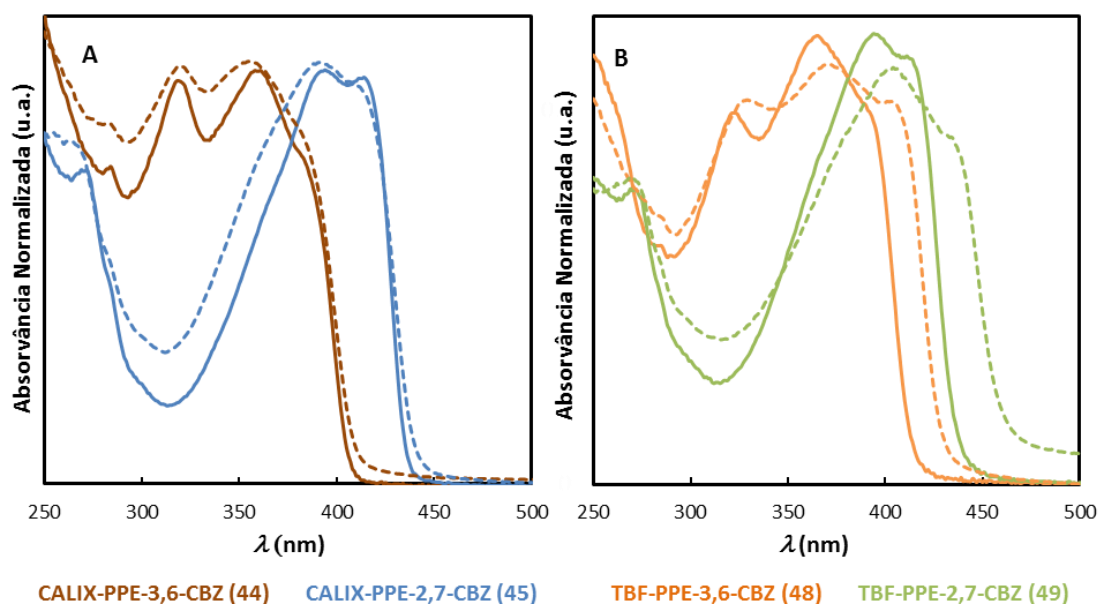 A
B
Absorvância Normalizada (u.a.)
Absorvância Normalizada (u.a.)
250 300 350 400 450 500
250 300 350 400 450 500
λ (nm)
λ (nm)
CALIX-PPE-3,6-CBZ (44) CALIX-PPE-2,7-CBZ (45) TBF-PPE-3,6-CBZ (48) TBF-PPE-2,7-CBZ (49)